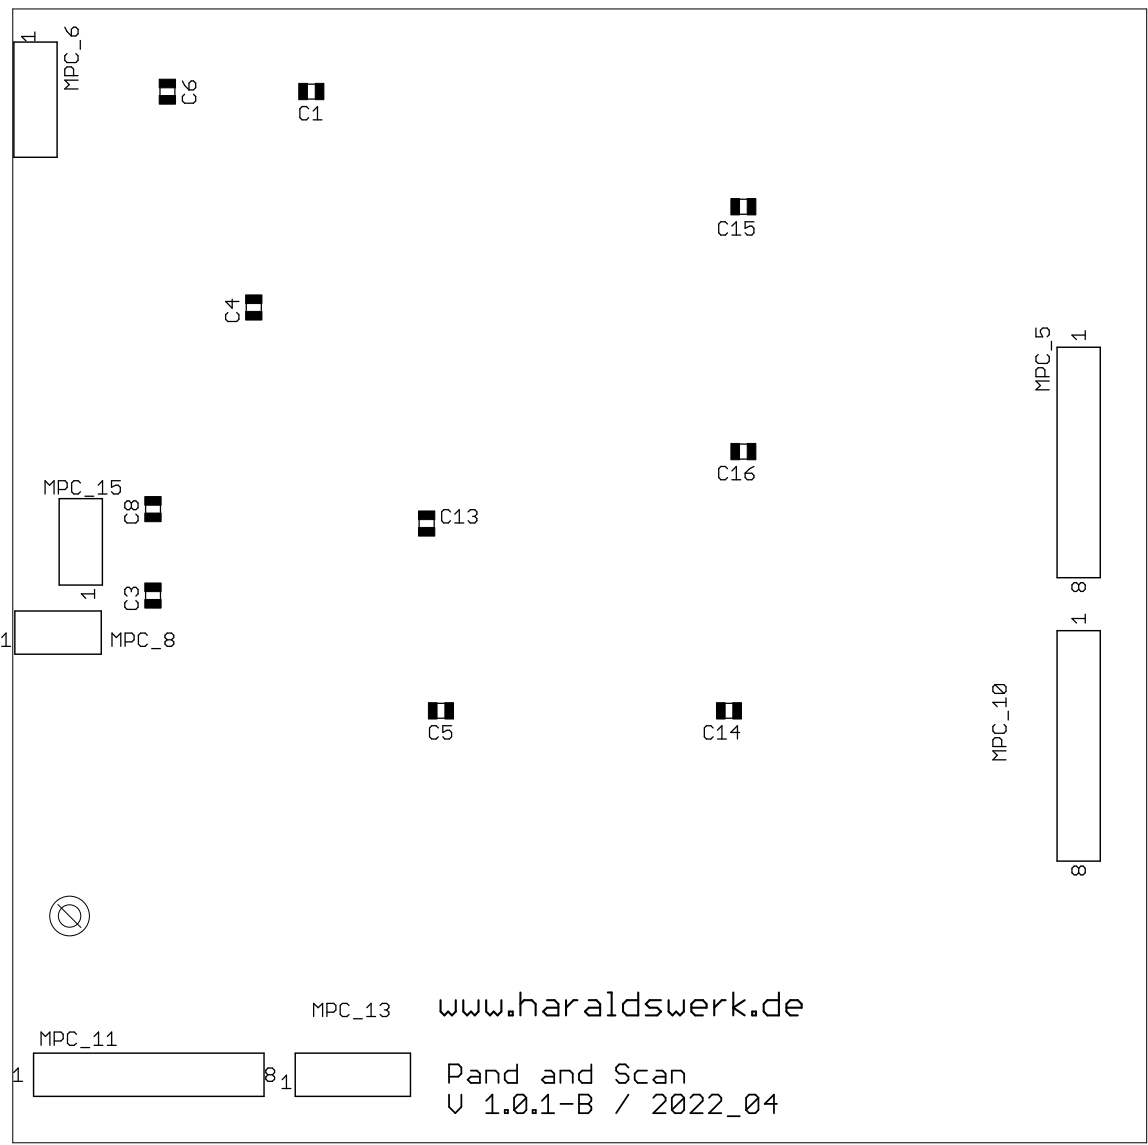 1
MPC_6
C6
C1
C15
C4
MPC_5
1
C16
MPC_15
C8
C13
1
C3
8
1
1
MPC_8
MPC_10
C5
C14
8
www.haraldswerk.de
MPC_13
MPC_11
1
8
1
Pand and Scan
V 1.0.1-B / 2022_04